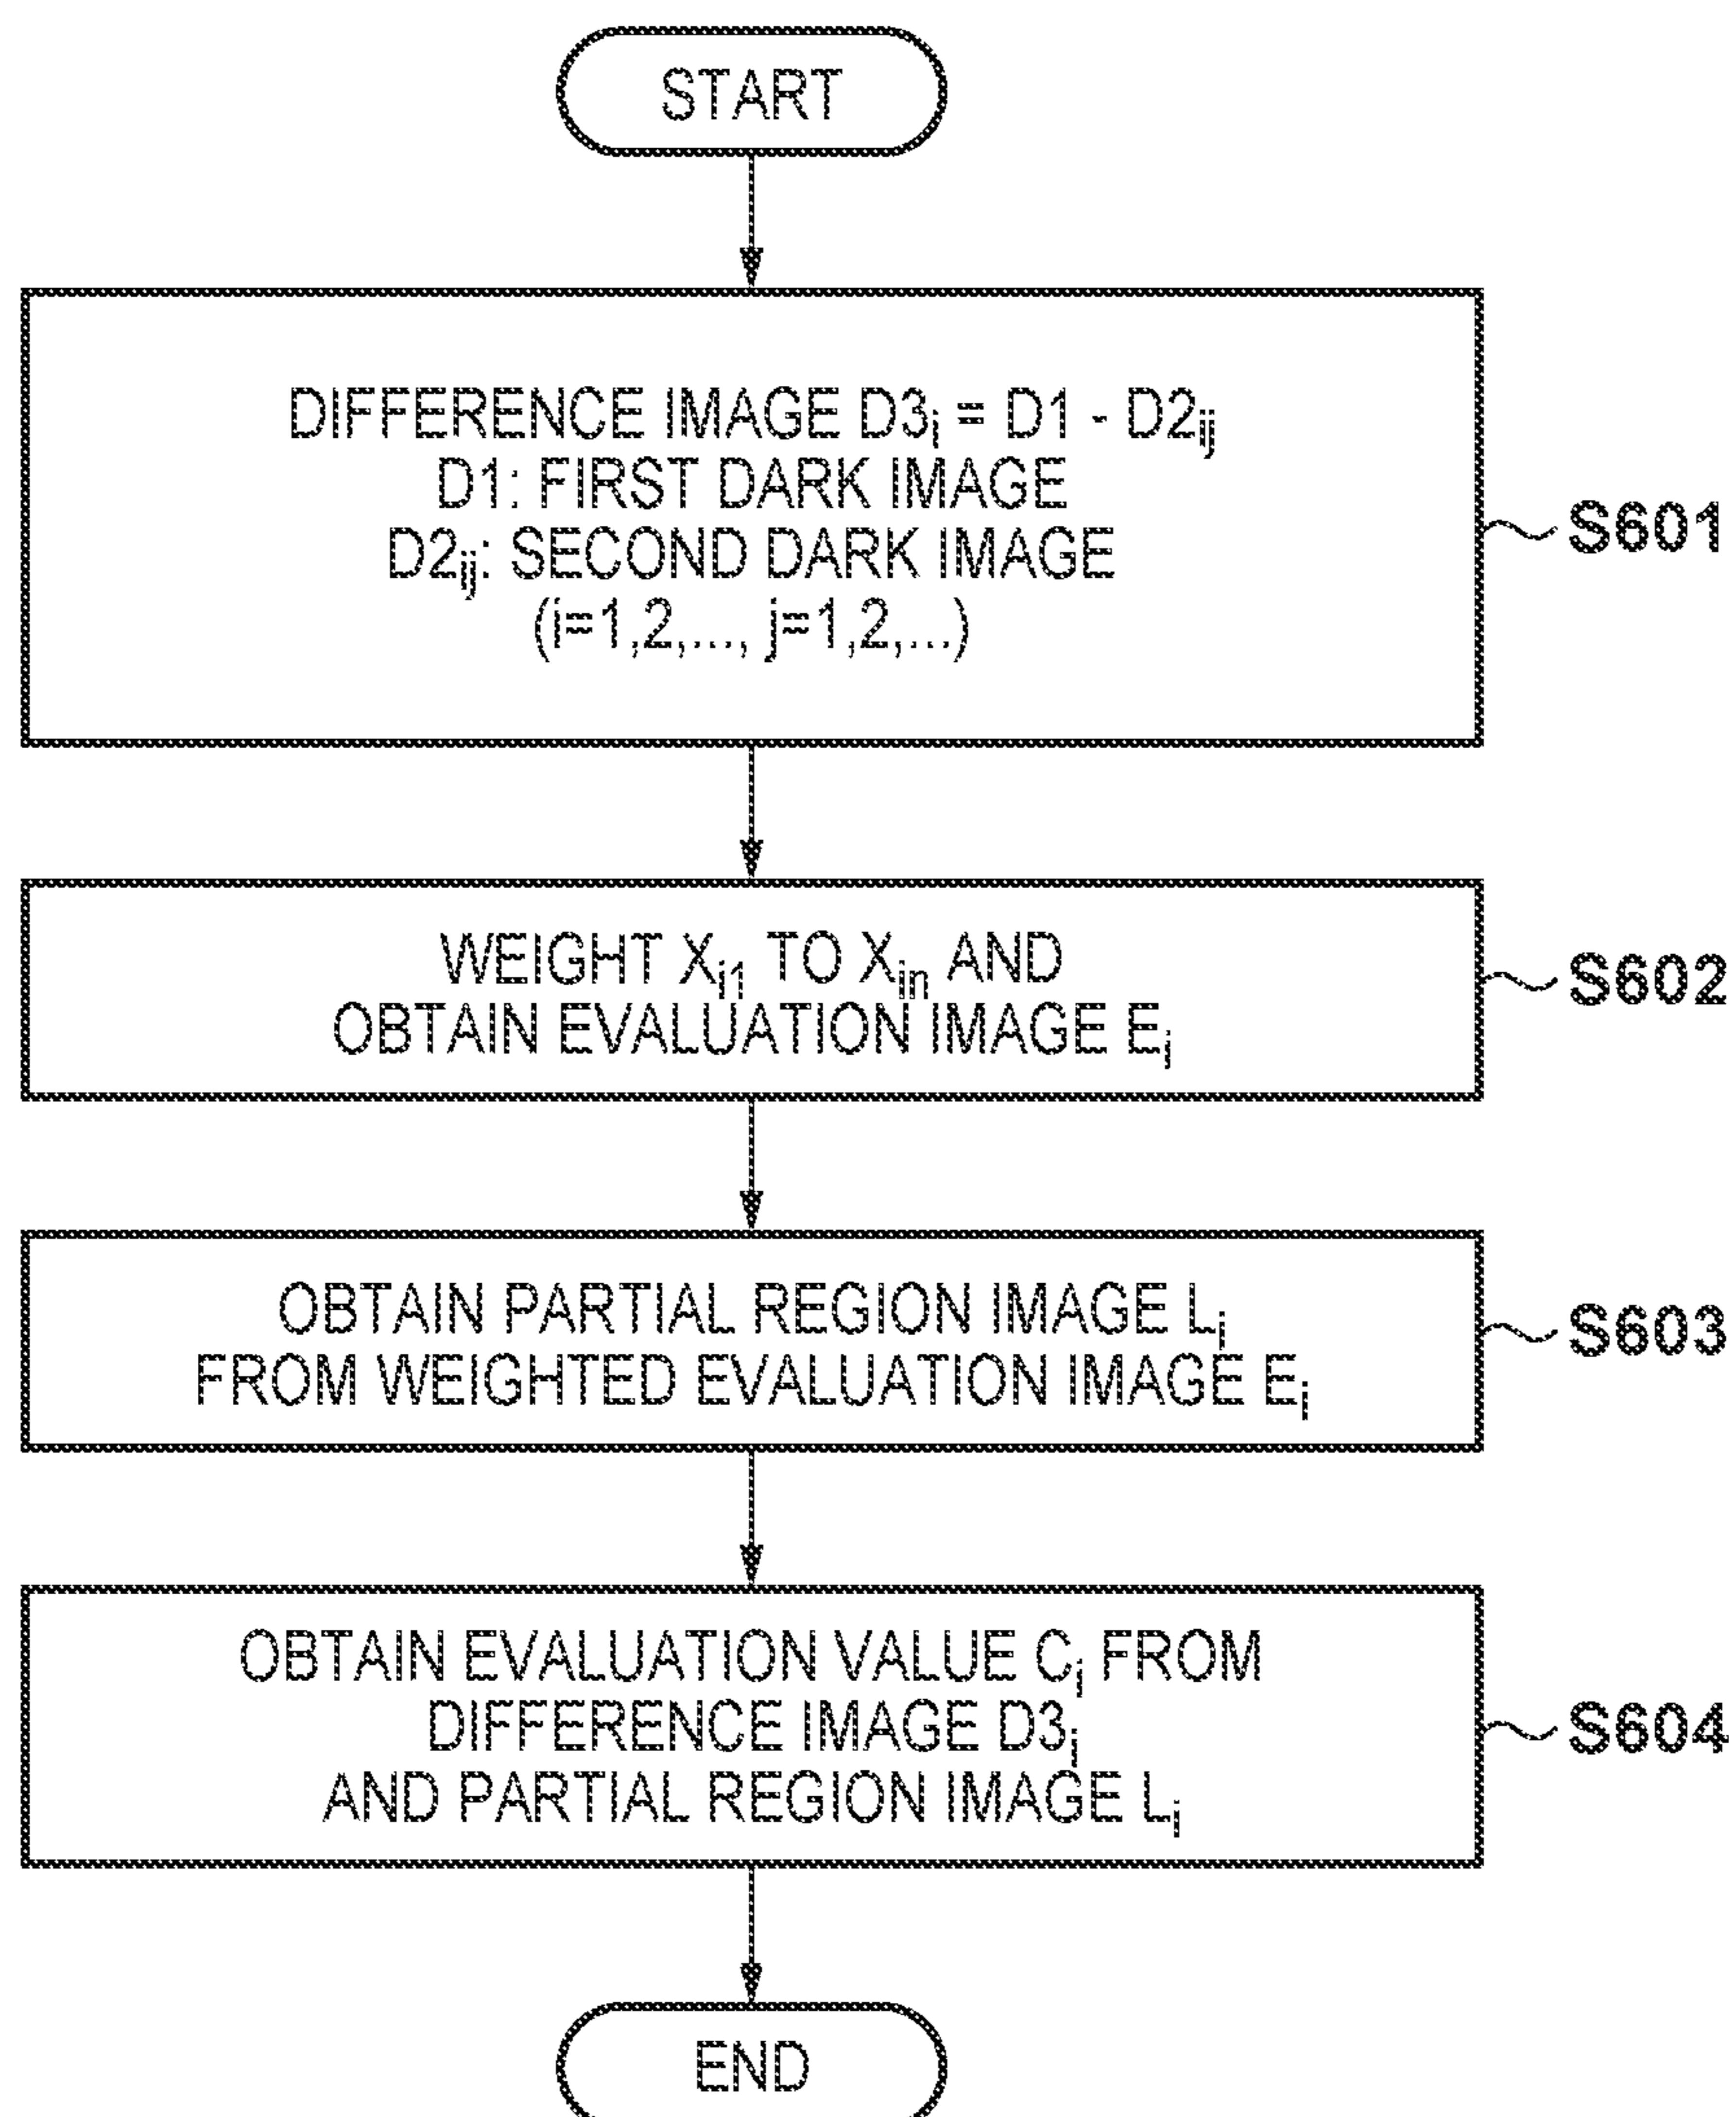 START
DIFFERENCE IMAGE D3i = D1 - D2ij
D1: FIRST DARK IMAGE
D2ij: SECOND DARK IMAGE
(i=1,2,..., j=1,2,...)
S601
WEIGHT Xi1 TO Xin AND
OBTAIN EVALUATION IMAGE Ei
S602
OBTAIN PARTIAL REGION IMAGE Li
FROM WEIGHTED EVALUATION IMAGE Ei
S603
OBTAIN EVALUATION VALUE Ci FROM
DIFFERENCE IMAGE D3i
AND PARTIAL REGION IMAGE Li
S604
END